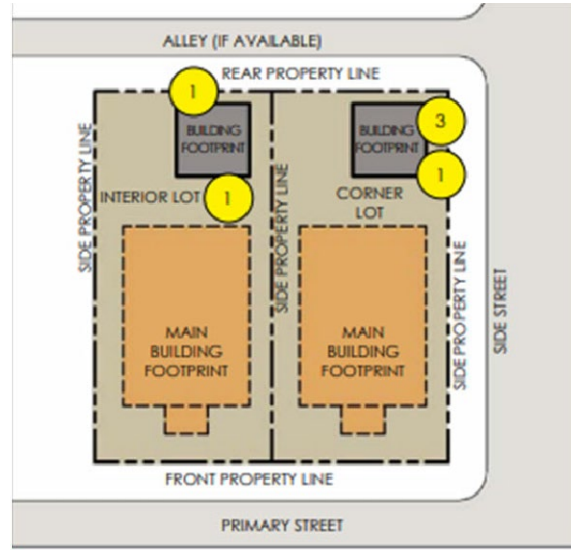 ALLEY (IF AVAILABLE)
REAR PROPERTY LINE
1
BUILDING
FOOTPRINT
BUILDING
FOOTPRINT
3
1
1
SIDE PROPERTY LINE
INTERIOR LOT
SIDE PROPERTY LINE
CORNER
LOT
SIDE PROPERTY LINE
SIDE STREET
MAIN
BUILDING
FOOTPRINT
MAIN
BUILDING
FOOTPRINT
FRONT PROPERTY LINE
PRIMARY STREET